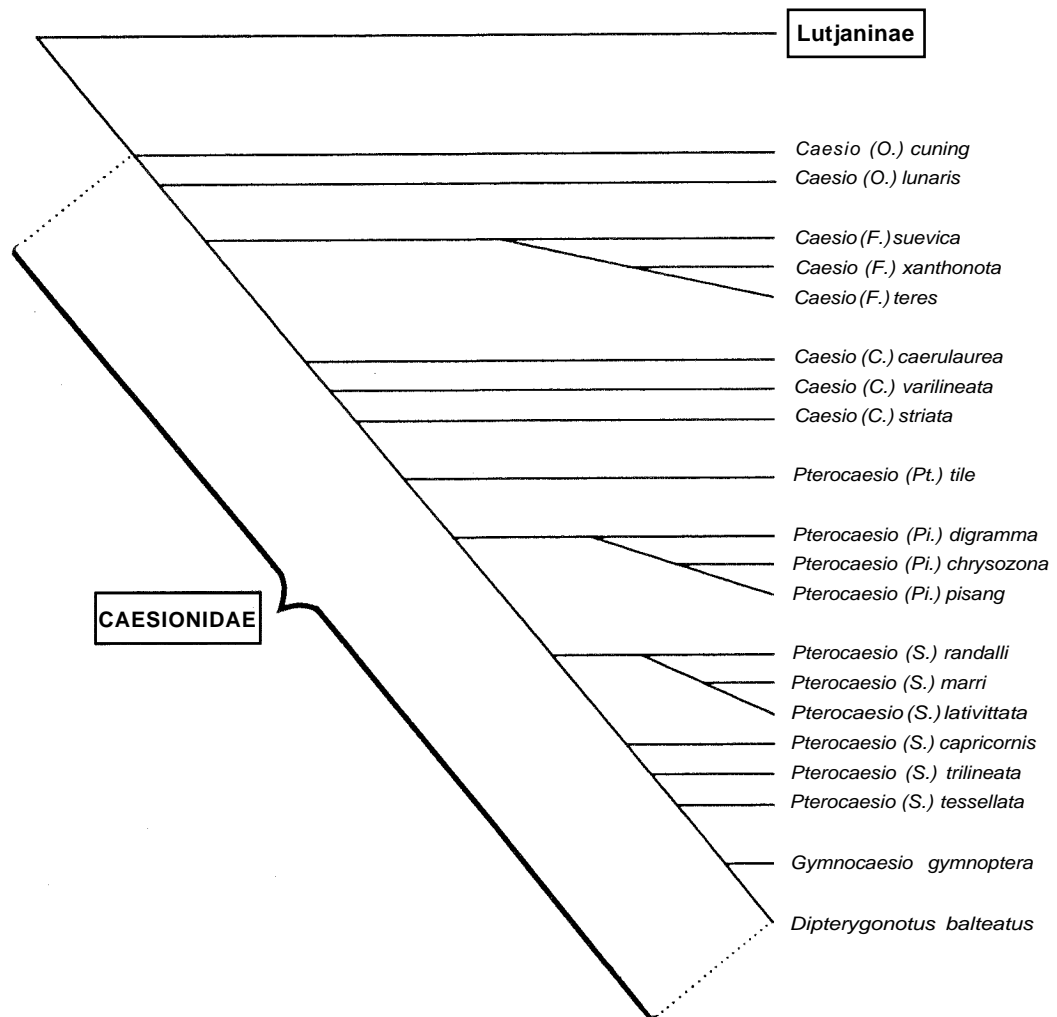 Lutjaninae
Caesio (O.) cuning
Caesio (O.) lunaris
Caesio (F.) suevica
Caesio (F.) xanthonota
Caesio (F.) teres
Caesio (C.) caerulaurea
Caesio (C.) varilineata
Caesio (C.) striata
Pterocaesio (Pt.) tile
Pterocaesio (Pi.) digramma
Pterocaesio (Pi.) chrysozona
Pterocaesio (Pi.) pisang
CAESIONIDAE
Pterocaesio (S.) randalli
Pterocaesio (S.) marri
Pterocaesio (S.) lativittata
Pterocaesio (S.) capricornis
Pterocaesio (S.) trilineata
Pterocaesio (S.) tessellata
Gymnocaesio gymnoptera
Dipterygonotus balteatus